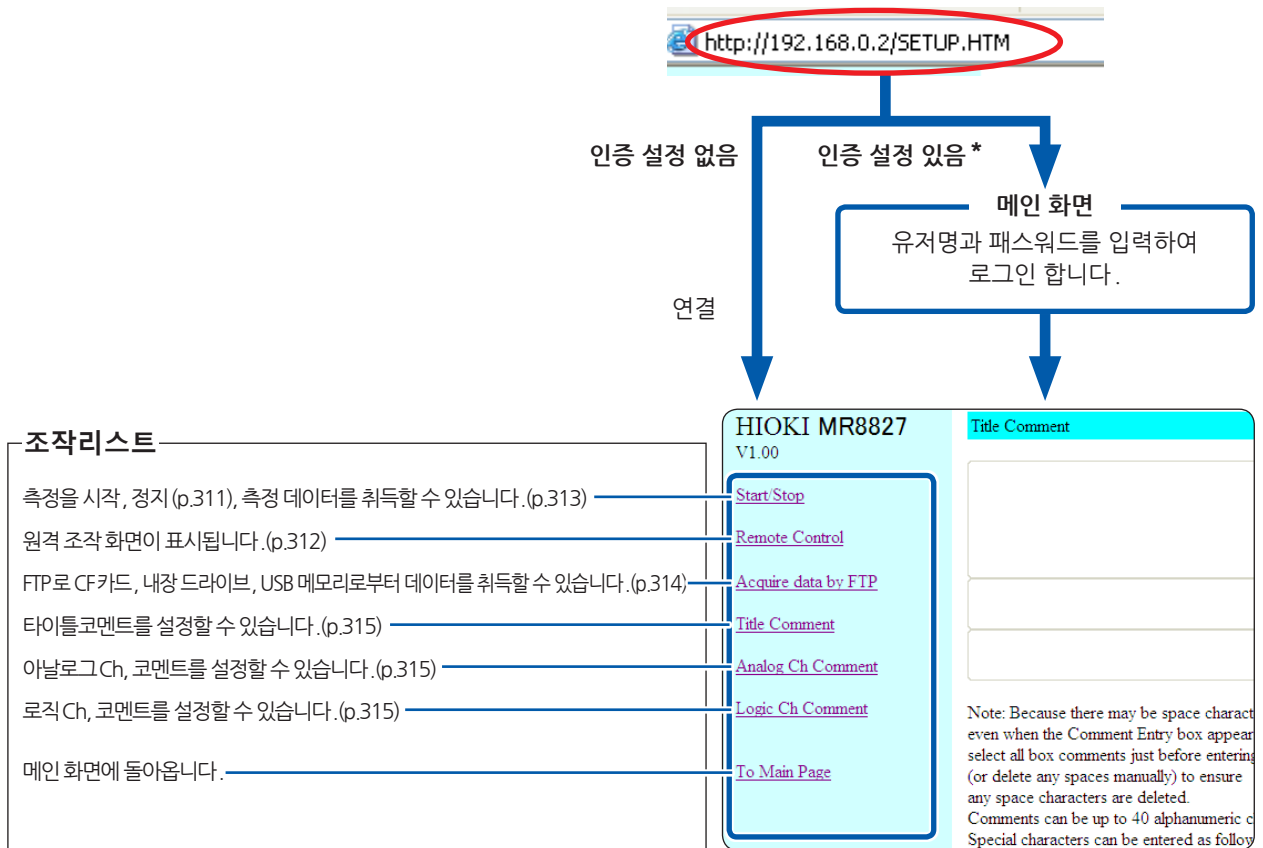 http://192.168.0.2/SETUP.HTM
인증 설정 없음
인증 설정 있음 *
메인 화면
유저명과 패스워드를 입력하여
로그인 합니다.
연결
조작리스트
측정을 시작, 정지 (p.311), 측정 데이터를 취득할 수 있습니다.(p.313)
원격 조작 화면이 표시됩니다.(p.312)
FTP로 CF카드, 내장 드라이브, USB 메모리로부터 데이터를 취득할 수 있습니다.(p.314)
타이틀코멘트를 설정할 수 있습니다.(p.315)
아날로그 Ch, 코멘트를 설정할 수 있습니다.(p.315)
로직 Ch, 코멘트를 설정할 수 있습니다.(p.315)
메인 화면에 돌아옵니다.
HIOKI MR8827
V1.00
Start/Stop
Remote Control
Acquire data by FTP
Title Comment
Analog Ch Comment
Logic Ch Comment
To Main Page
Title Comment
Note: Because there may be space charact
even when the Comment Entry box appear
select all box comments just before entering
(or delete any spaces manually) to ensure
any space characters are deleted.
Comments can be up to 40 alphanumeric c
Special characters can be entered as follow